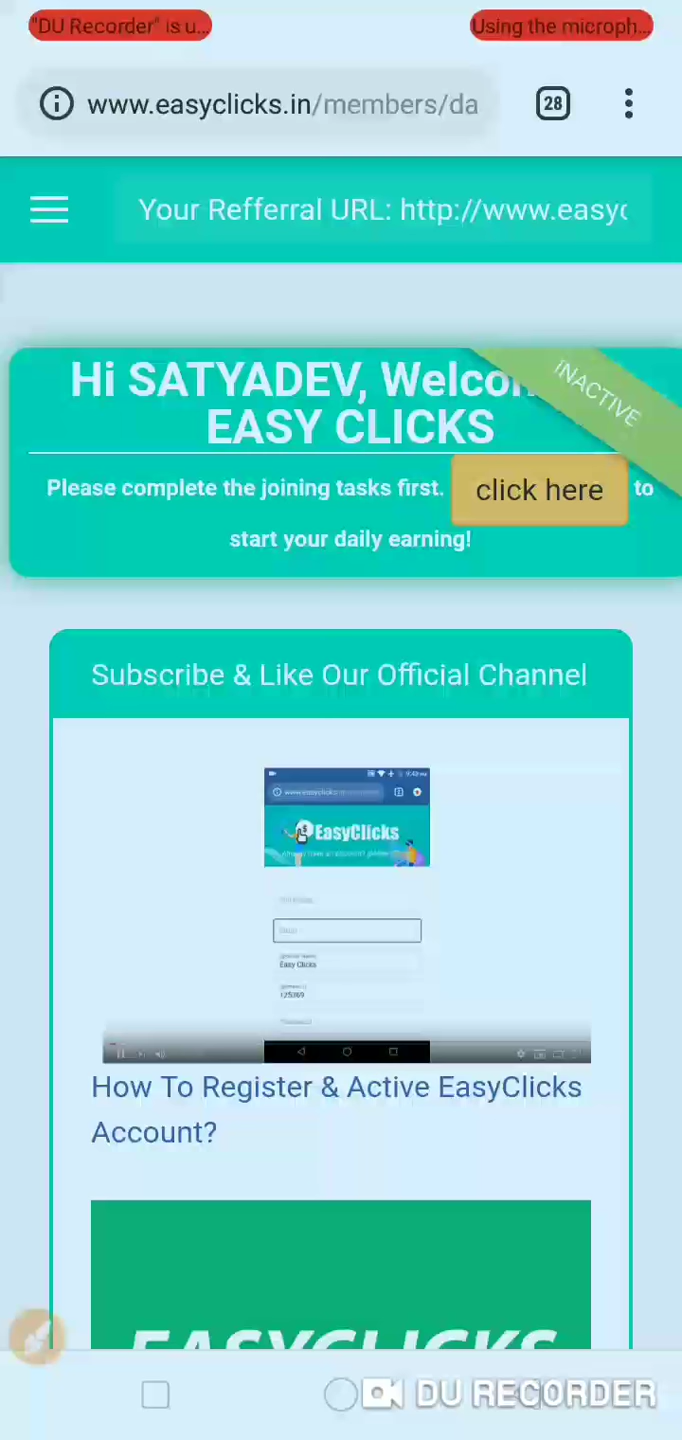 "DU Recorder" is u...
Using the microph...
www.easyclicks.in/members/da
28
Your Refferral URL: http://www.easyc
Hi SATYADEV, Welcom
INACTIVE
EASY CLICKS
Please complete the joining tasks first. click here to
start your daily earning!
Subscribe & Like Our Official Channel
EasyClicks
Easy Clicks
How To Register & Active EasyClicks
Account?
EASYCLICKS
DU RECORDER